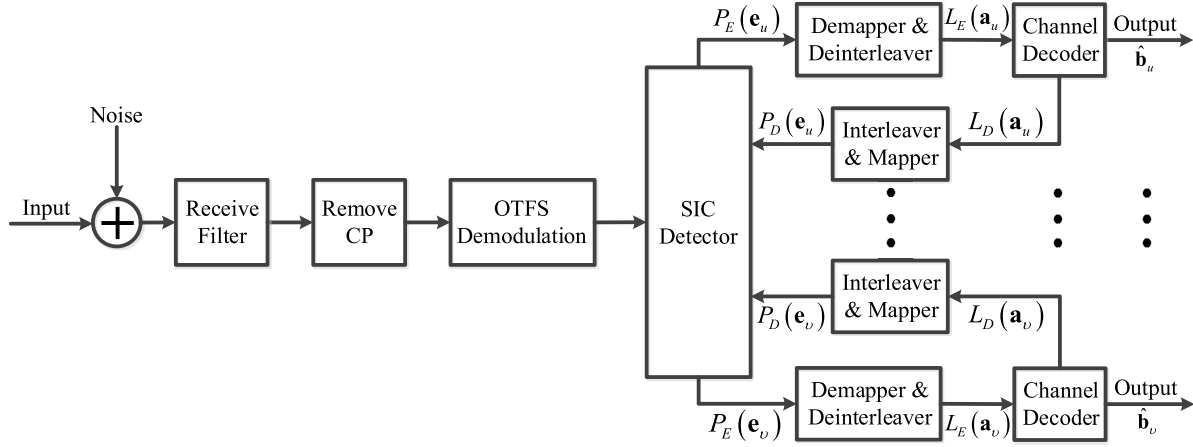 P_E(e_u)
Demapper &
Deinterleaver
L_E(a_u)
Channel
Decoder
Output
b̂_u
P_D(e_u)
Interleaver
& Mapper
L_D(a_u)
Noise
Input
+
Receive
Filter
Remove
CP
OTFS
Demodulation
SIC
Detector
P_D(e_υ)
Interleaver
& Mapper
L_D(a_υ)
P_E(e_υ)
Demapper &
Deinterleaver
L_E(a_υ)
Channel
Decoder
Output
b̂_υ